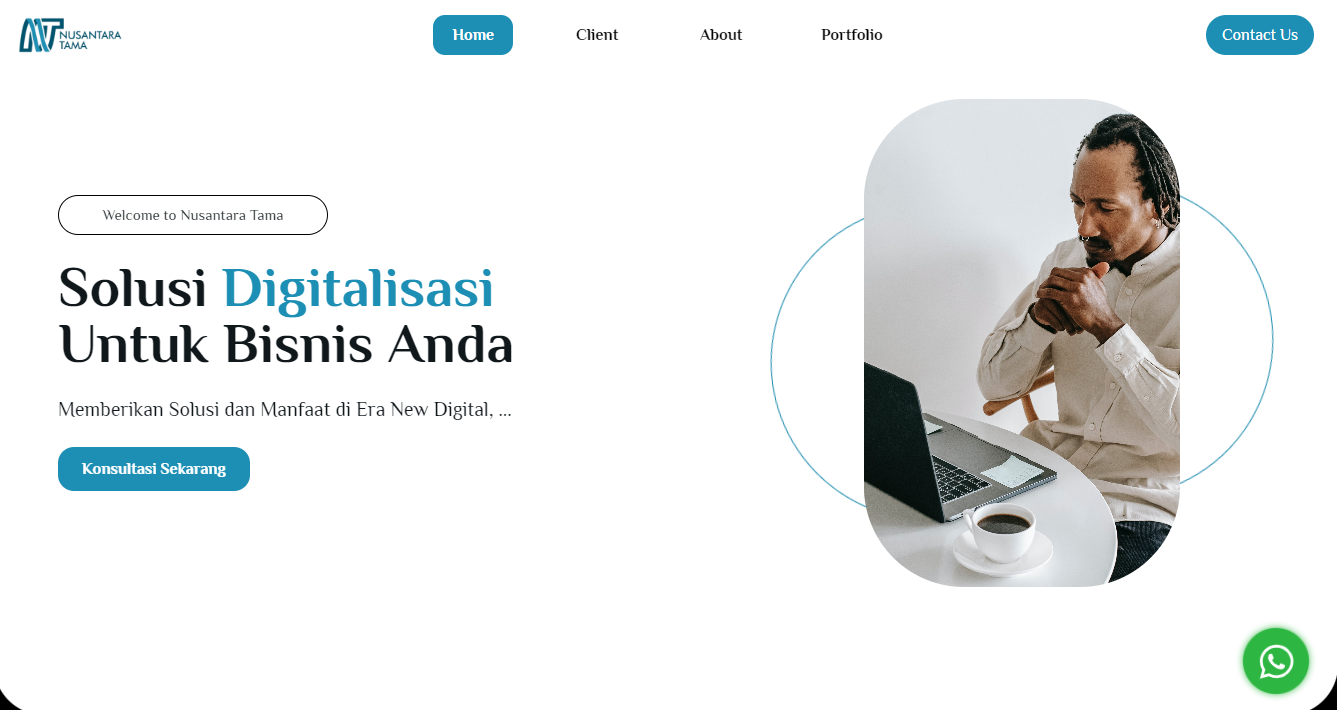 NUSANTARA
TAMA
Home
Client
About
Portfolio
Contact Us
Welcome to Nusantara Tama
Solusi Digitalisasi
Untuk Bisnis Anda
Memberikan Solusi dan Manfaat di Era New Digital, ...
Konsultasi Sekarang